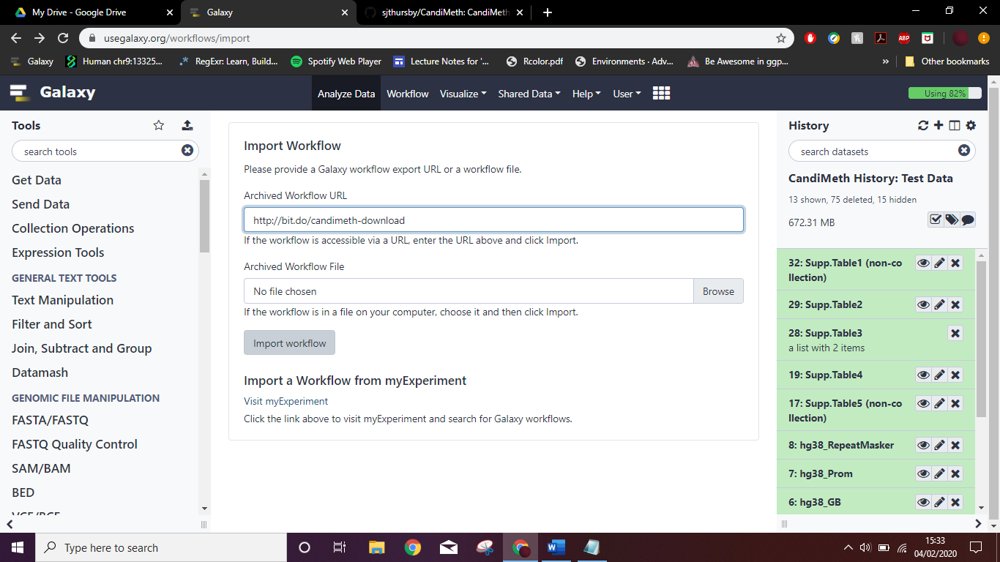 My Drive - Google Drive
Galaxy
sjthursby/CandiMeth: CandiMeth
usegalaxy.org/workflows/import
ABP
Galaxy
Human chr9:13325...
RegExr: Learn, Build...
Spotify Web Player
Lecture Notes for '...
Rcolor.pdf
Environments · Adv...
Be Awesome in ggp...
»
Other bookmarks
Galaxy
Analyze Data
Workflow
Visualize
Shared Data
Help
User
Using 82%
Tools
search tools
Get Data
Send Data
Collection Operations
Expression Tools
GENERAL TEXT TOOLS
Text Manipulation
Filter and Sort
Join, Subtract and Group
Datamash
GENOMIC FILE MANIPULATION
FASTA/FASTQ
FASTQ Quality Control
SAM/BAM
BED
Import Workflow
Please provide a Galaxy workflow export URL or a workflow file.
Archived Workflow URL
http://bit.do/candimeth-download
If the workflow is accessible via a URL, enter the URL above and click Import.
Archived Workflow File
No file chosen
Browse
If the workflow is in a file on your computer, choose it and then click Import.
Import workflow
Import a Workflow from myExperiment
Visit myExperiment
Click the link above to visit myExperiment and search for Galaxy workflows.
History
search datasets
CandiMeth History: Test Data
13 shown, 75 deleted, 15 hidden
672.31 MB
32: Supp.Table1 (non-co
llection)
29: Supp.Table2
28: Supp.Table3
a list with 2 items
19: Supp.Table4
17: Supp.Table5 (non-co
llection)
8: hg38_RepeatMasker
7: hg38_Prom
6: hg38_GB
Type here to search
15:33
04/02/2020